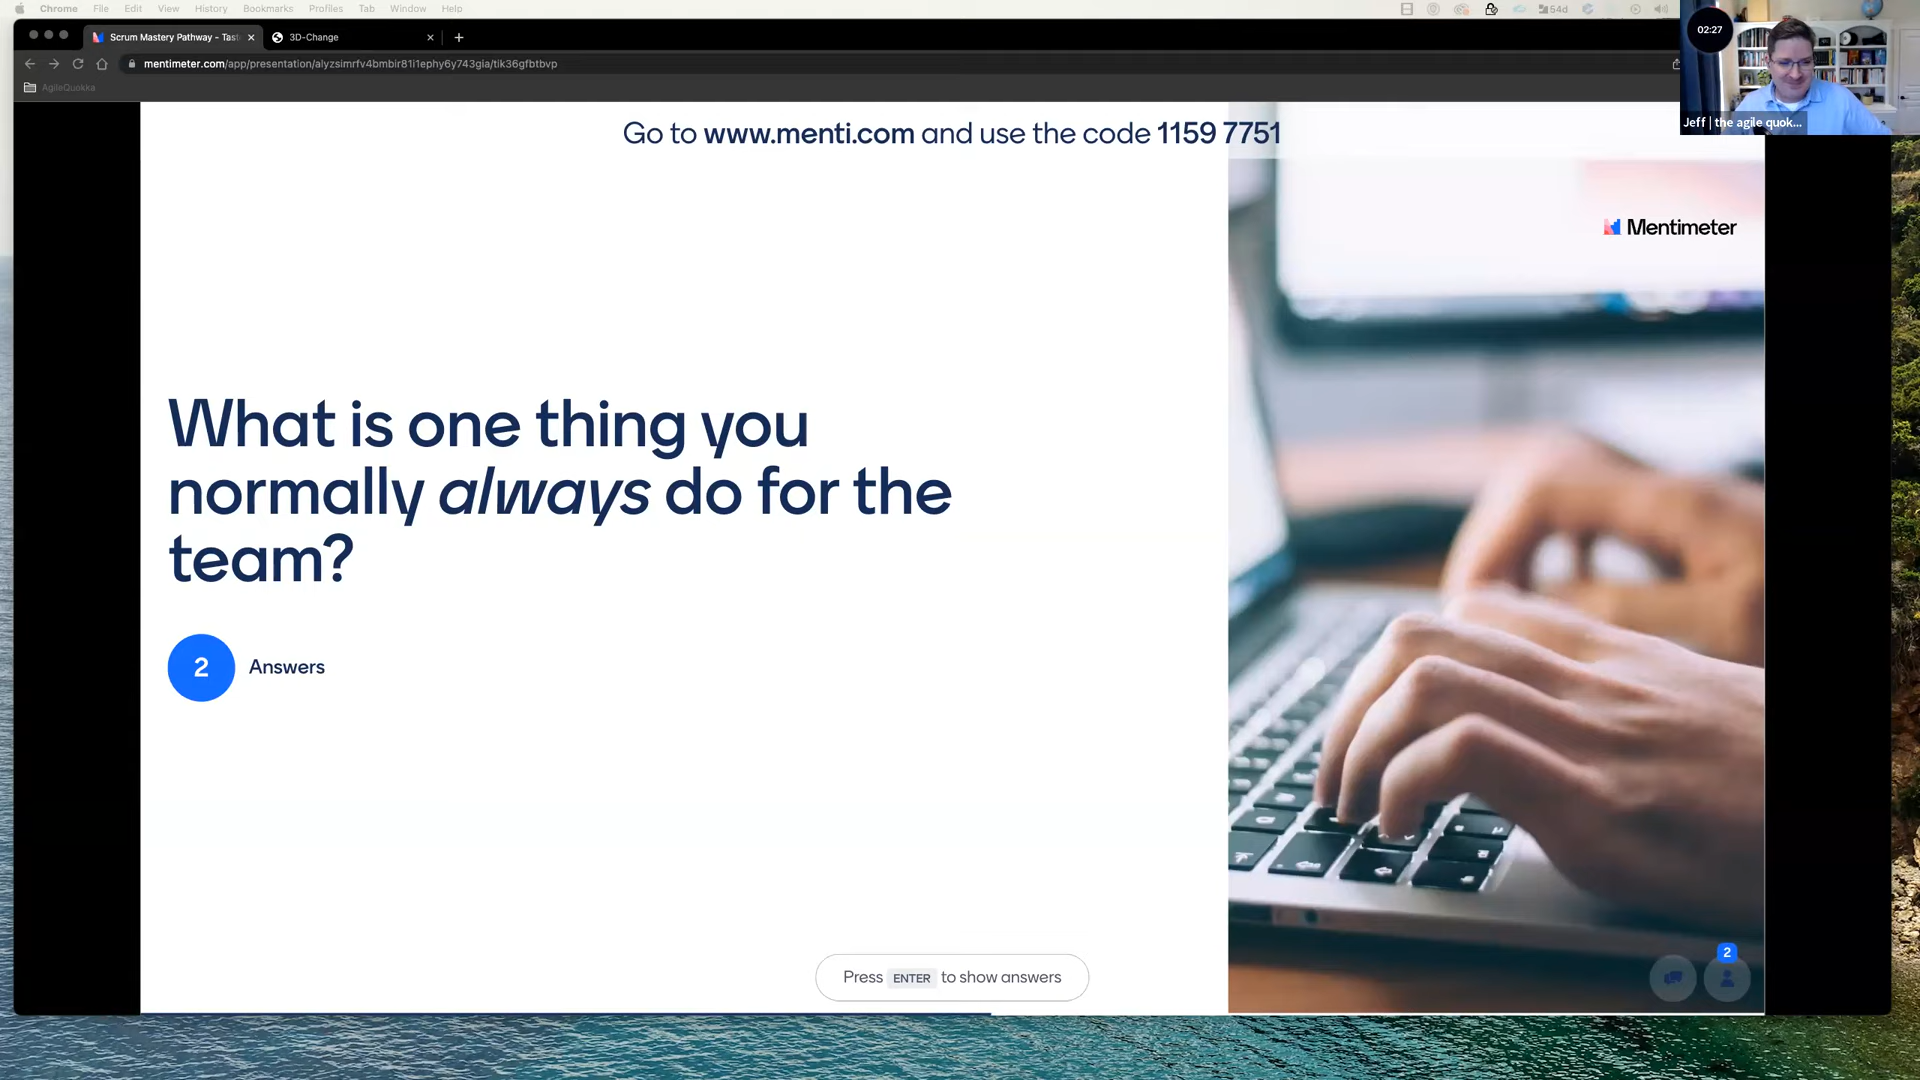 Chrome File Edit View History Bookmarks Profiles Tab Window Help
54d
02:27
Scrum Mastery Pathway - Tast
3D-Change
mentimeter.com/app/presentation/alyzsimrfv4bmbir81i1ephy6y743gia/tik36gfbtbvp
AgileQuokka
Jeff | the agile quok...
Go to www.menti.com and use the code 1159 7751
Mentimeter
What is one thing you
normally always do for the
team?
2 Answers
2
Press ENTER to show answers